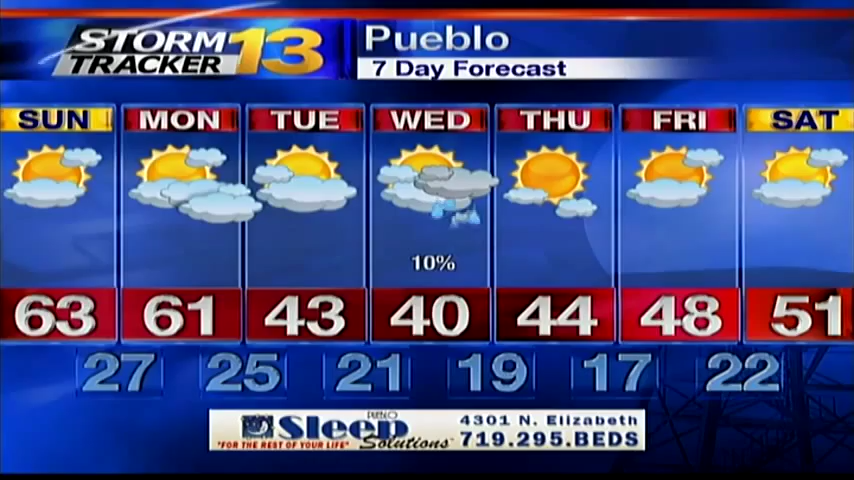 STORM
TRACKER 13
Pueblo
7 Day Forecast
SUN MON TUE WED THU FRI SAT
10%
63 61 43 40 44 48 51
27 25 21 19 17 22
PUEBLO
Sleep
Solutions
"FOR THE REST OF YOUR LIFE"
4301 N. Elizabeth
719.295.BEDS